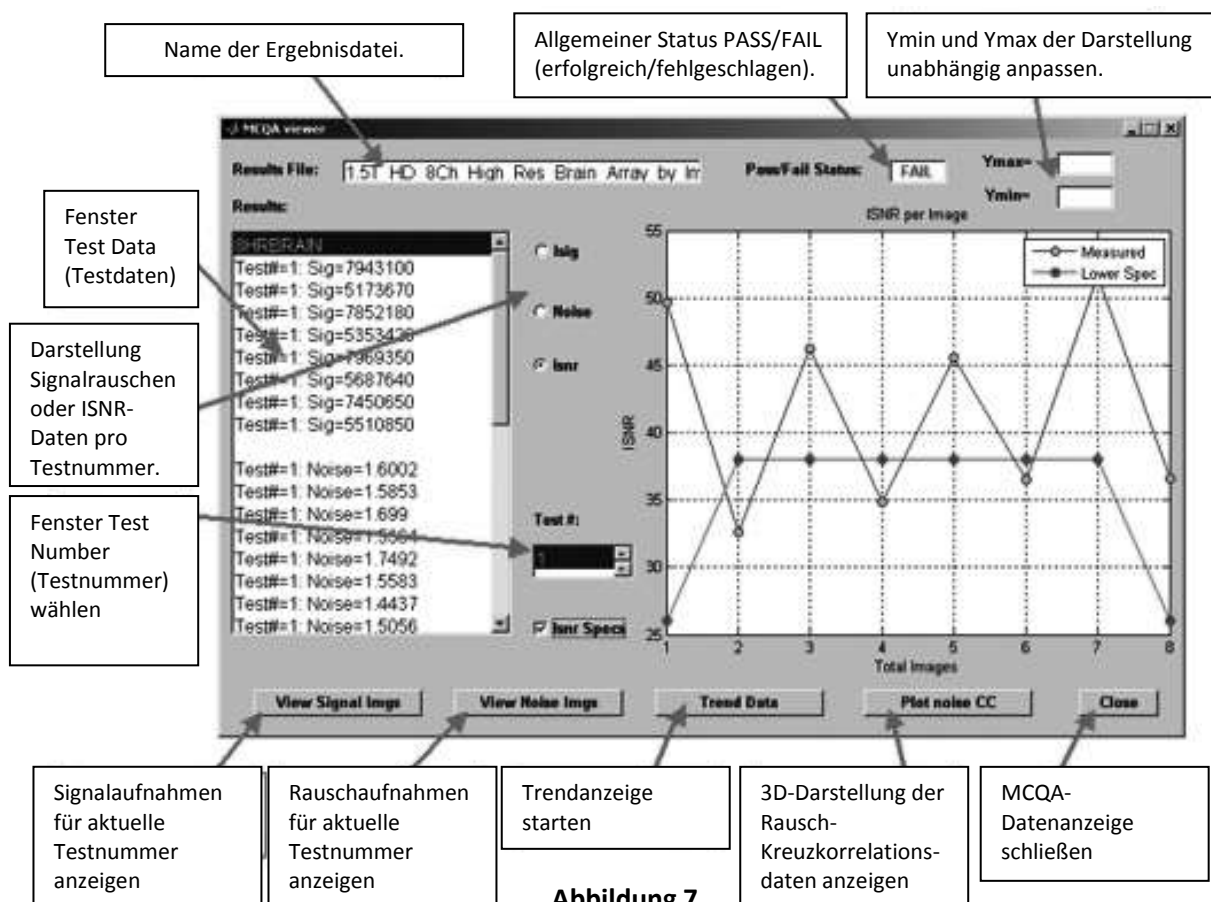 Name der Ergebnisdatei.
Allgemeiner Status PASS/FAIL
(erfolgreich/fehlgeschlagen).
Ymin und Ymax der Darstellung
unabhängig anpassen.
MCQA viewer
Results File:
1.5T HD 8Ch High Res Brain Array by Im
Pass/Fail Status:
FAIL
Ymax=
Ymin=
Results:
Fenster
Test Data
(Testdaten)
Darstellung
Signalrauschen
oder ISNR-
Daten pro
Testnummer.
Fenster Test
Number
(Testnummer)
wählen
8HRBRAIN
Test#=1: Sig=7943100
Test#=1: Sig=5173670
Test#=1: Sig=7852180
Test#=1:
Test#=1: Sig=7969350
Test#=1: Sig=5687640
Test#=1: Sig=7450650
Test#=1: Sig=5510850
Test#=1: Noise=1.6002
Test#=1: Noise=1.5853
Test#=1: Noise=1.699
Test#=1:
Test#=1: Noise=1.7492
Test#=1: Noise=1.5583
Test#=1: Noise=1.4437
Test#=1: Noise=1.5056
Isig
Noise
Isnr
Test #:
1
Isnr Specs
ISNR per Image
Measured
Lower Spec
ISNR
55
50
45
40
35
30
25
1 2 3 4 5 6 7 8
Total Images
View Signal Imgs
View Noise Imgs
Trend Data
Plot noise CC
Close
Signalaufnahmen
für aktuelle
Testnummer
anzeigen
Rauschaufnahmen
für aktuelle
Testnummer
anzeigen
Trendanzeige
starten
3D-Darstellung der
Rausch-
Kreuzkorrelations-
daten anzeigen
MCQA-
Datenanzeige
schließen
Abbildung 7